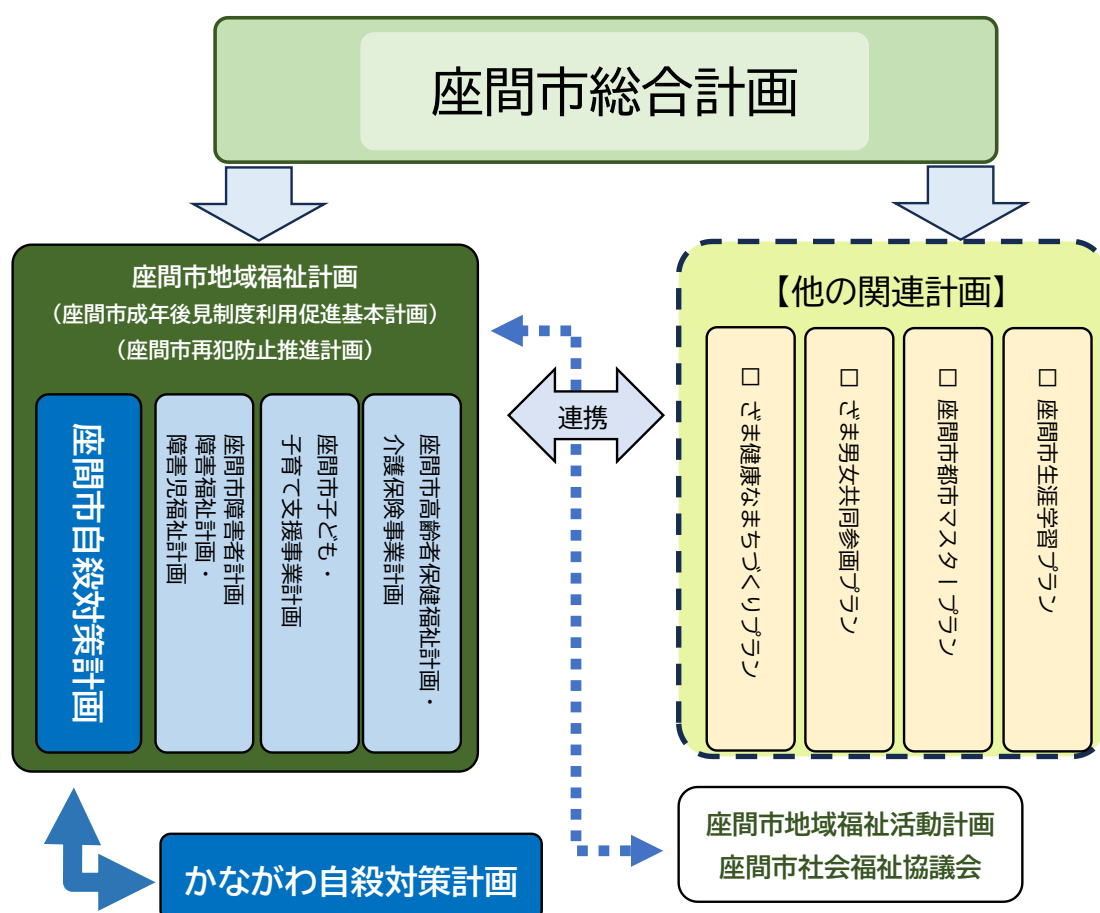 座間市総合計画
座間市地域福祉計画
（座間市成年後見制度利用促進基本計画）
（座間市再犯防止推進計画）
座間市自殺対策計画
座間市障害者計画
障害福祉計画・
障害児福祉計画
座間市子ども・
子育て支援事業計画
座間市高齢者保健福祉計画・
介護保険事業計画
連携
【他の関連計画】
□ ざま健康なまちづくりプラン
□ ざま男女共同参画プラン
□ 座間市都市マスタープラン
□ 座間市生涯学習プラン
かながわ自殺対策計画
座間市地域福祉活動計画
座間市社会福祉協議会